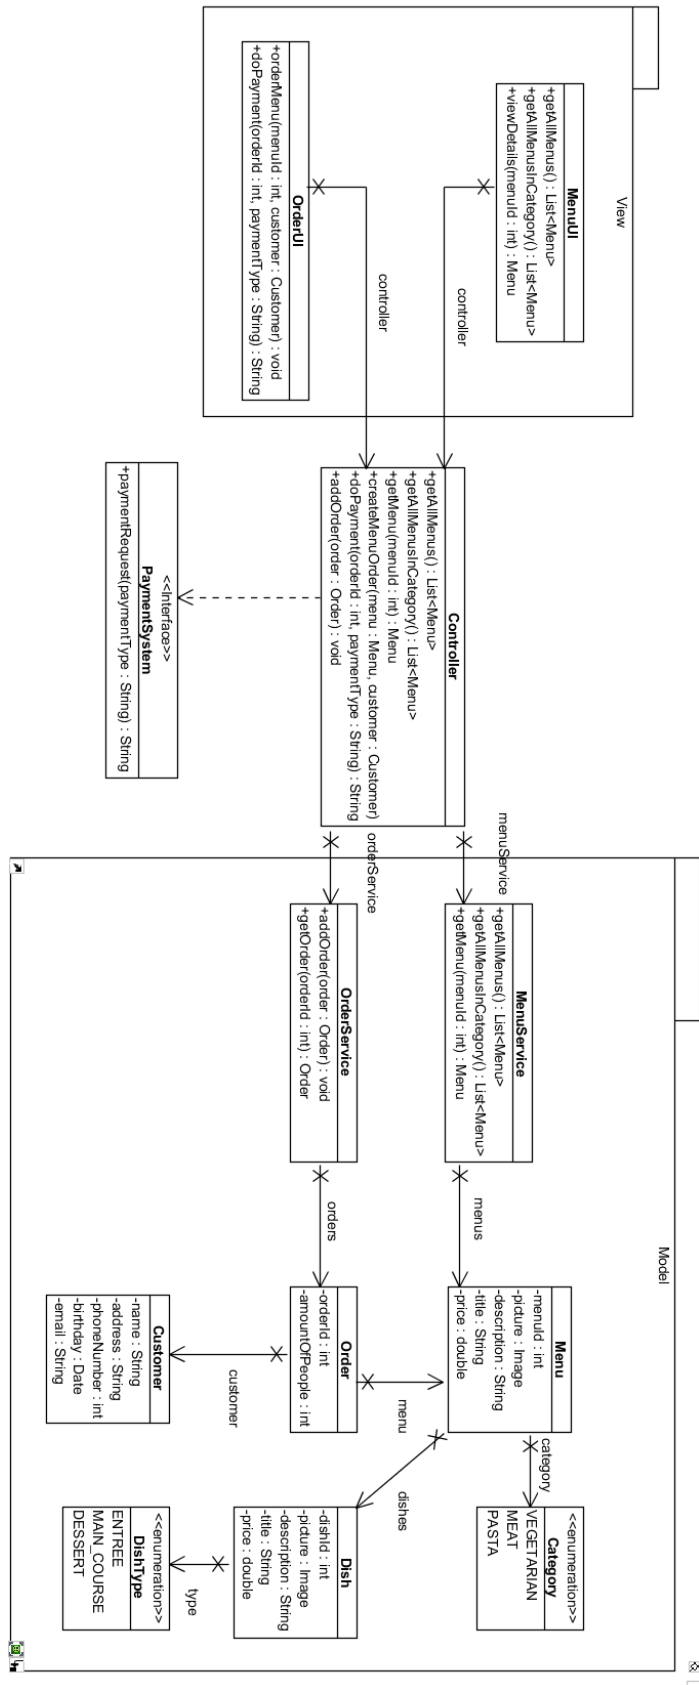 View
MenuUI
+getAllMenus() : List<Menu>
+getAllMenusInCategory() : List<Menu>
+viewDetails(menuId : int) : Menu
OrderUI
+orderMenu(menuId : int, customer : Customer) : void
+doPayment(orderId : int, paymentType : String) : String
controller
controller
Controller
+getAllMenus() : List<Menu>
+getAllMenusInCategory() : List<Menu>
+getMenu(menuId : int) : Menu
+createMenuOrder(menu : Menu, customer : Customer)
+doPayment(orderId : int, paymentType : String) : String
+addOrder(order : Order) : void
<<Interface>>
PaymentSystem
+paymentRequest(paymentType : String) : String
menuService
orderService
Model
MenuService
+getAllMenus() : List<Menu>
+getAllMenusInCategory() : List<Menu>
+getMenu(menuId : int) : Menu
OrderService
+addOrder(order : Order) : void
+getOrder(orderId : int) : Order
menus
orders
Menu
-menuId : int
-picture : Image
-description : String
-title : String
-price : double
Order
-orderId : int
-amountOfPeople : int
menu
customer
Customer
-name : String
-address : String
-phoneNumber : int
-birthday : Date
-email : String
category
dishes
<<enumeration>>
Category
VEGETARIAN
MEAT
PASTA
Dish
-dishId : int
-picture : Image
-description : String
-title : String
-price : double
type
<<enumeration>>
DishType
ENTREE
MAIN_COURSE
DESSERT